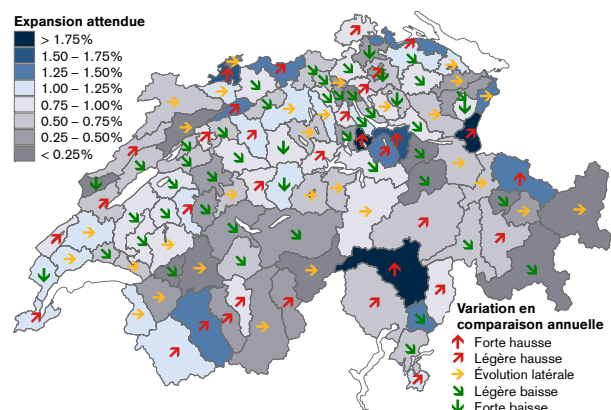 Expansion attendue
> 1.75%
1.50 – 1.75%
1.25 – 1.50%
1.00 – 1.25%
0.75 – 1.00%
0.50 – 0.75%
0.25 – 0.50%
< 0.25%
Variation en
comparaison annuelle
Forte hausse
Légère hausse
Évolution latérale
Légère baisse
Forte baisse